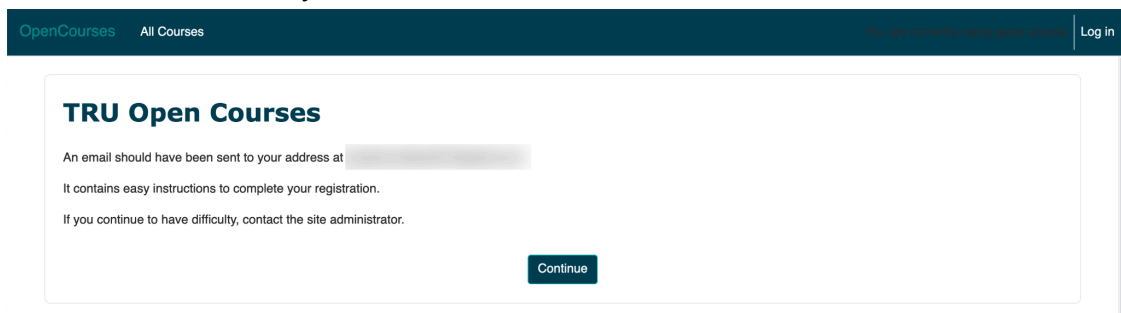 OpenCourses All Courses Log in
TRU Open Courses
An email should have been sent to your address at
It contains easy instructions to complete your registration.
If you continue to have difficulty, contact the site administrator.
Continue